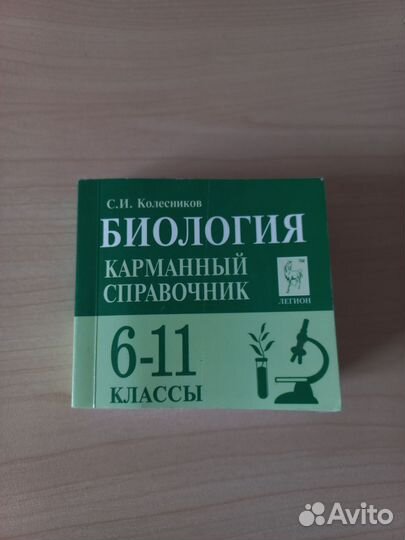 С.И. Колесников
БИОЛОГИЯ
КАРМАННЫЙ
СПРАВОЧНИК
ЛЕГИОН
6-11
КЛАССЫ
Avito